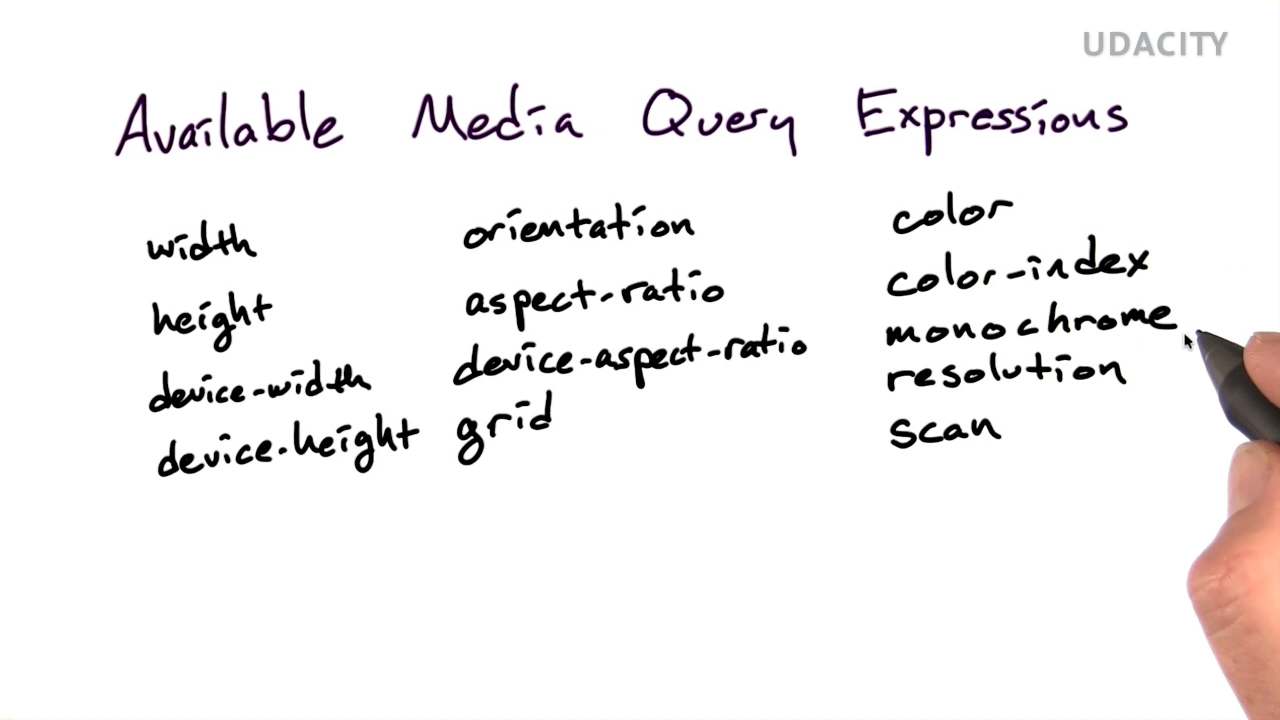 UDACITY
Available Media Query Expressions
width
height
device-width
device-height
orientation
aspect-ratio
device-aspect-ratio
grid
color
color-index
monochrome
resolution
scan